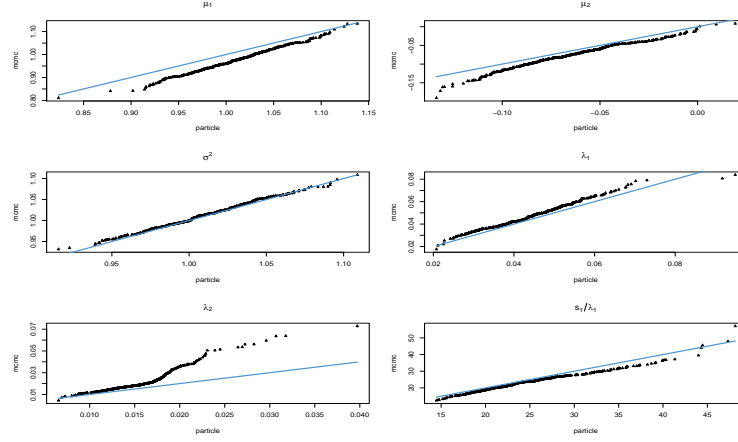 μ₁ μ₂
mcmc 0.80 0.90 1.00 1.10
0.85 0.90 0.95 1.00 1.05 1.10 1.15
particle
mcmc −0.15 −0.05
−0.10 −0.05 0.00
particle
σ² λ₁
mcmc 0.95 1.00 1.05 1.10
0.95 1.00 1.05 1.10
particle
mcmc 0.02 0.04 0.06 0.08
0.02 0.04 0.06 0.08
particle
λ₂ s₁/λ₁
mcmc 0.01 0.03 0.05 0.07
0.010 0.015 0.020 0.025 0.030 0.035 0.040
particle
mcmc 20 30 40 50
15 20 25 30 35 40 45
particle